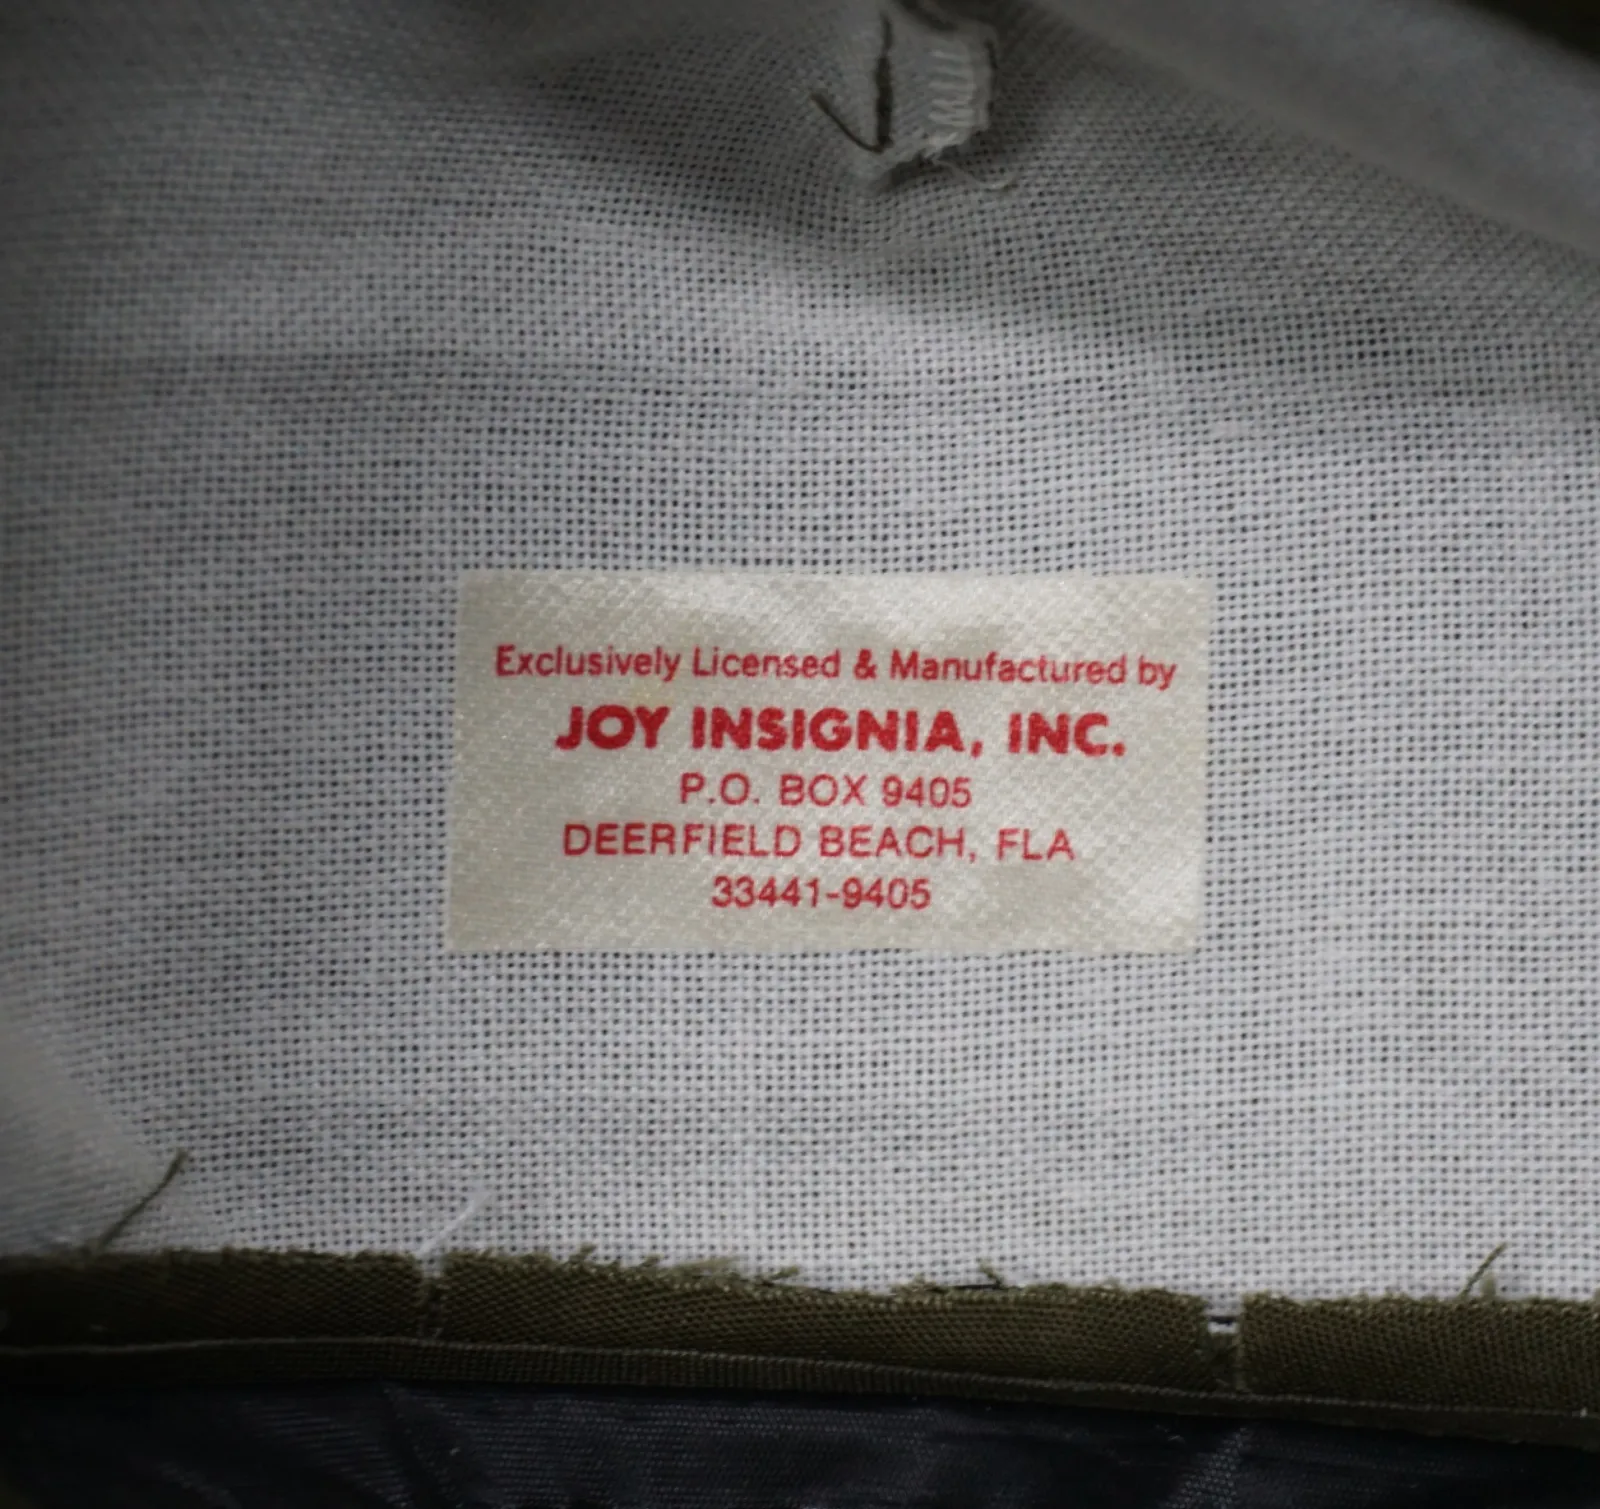 Exclusively Licensed & Manufactured by
JOY INSIGNIA, INC.
P.O. BOX 9405
DEERFIELD BEACH, FLA
33441-9405